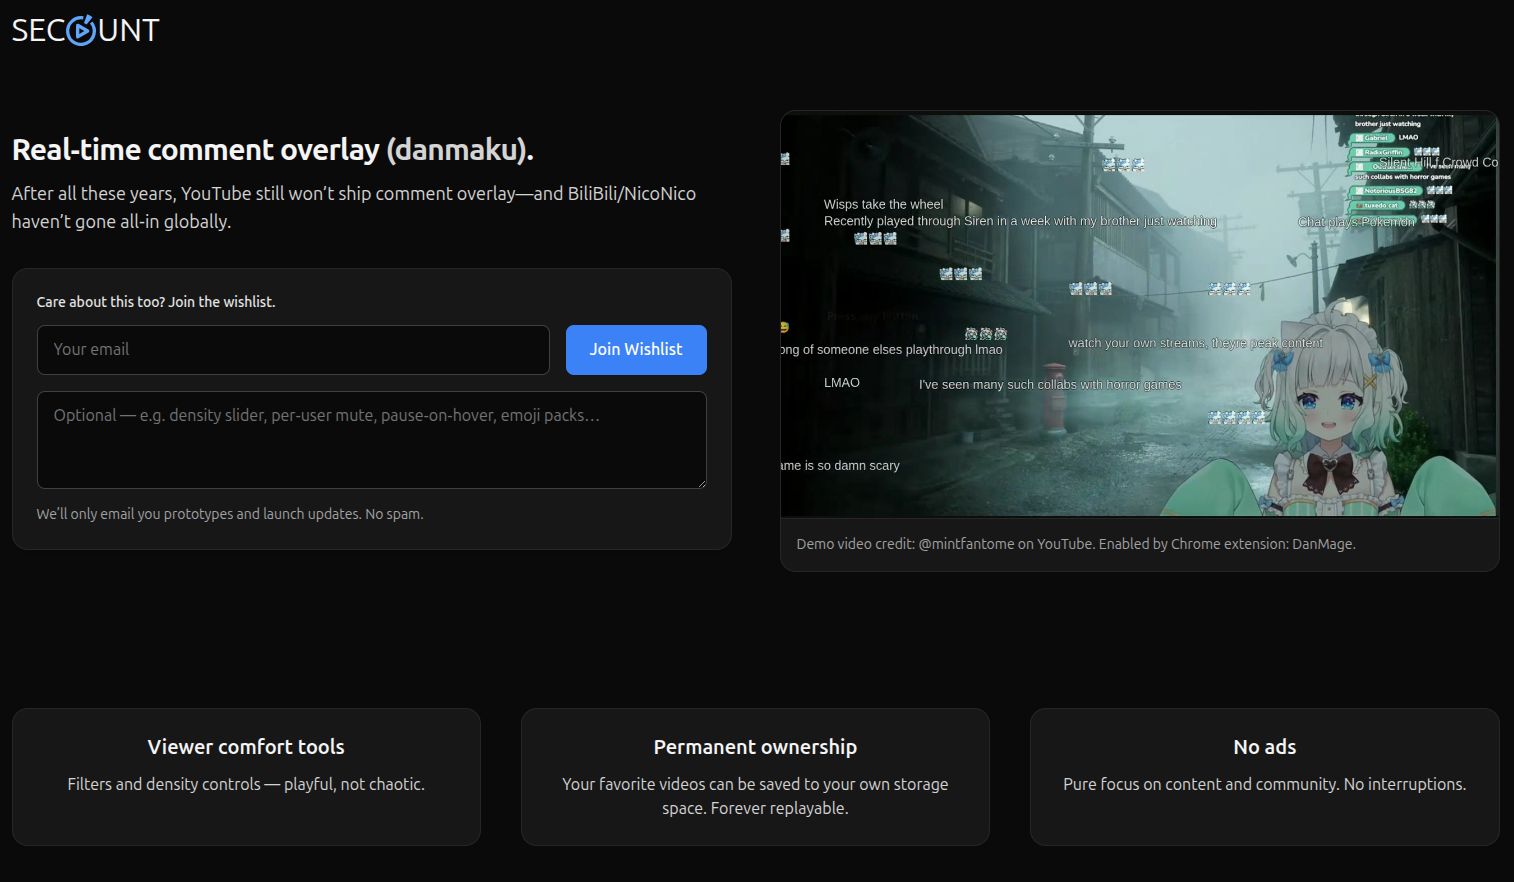 SECOUNT
Real-time comment overlay (danmaku).
After all these years, YouTube still won’t ship comment overlay—and BiliBili/NicoNico
haven’t gone all-in globally.
Care about this too? Join the wishlist.
Your email
Join Wishlist
Optional — e.g. density slider, per-user mute, pause-on-hover, emoji packs…
We’ll only email you prototypes and launch updates. No spam.
brother just watching
Gabriel LMAO
RadixGriffin
Silent Hill f Crowd Co
I've seen many
such collabs with horror games
NotoriousBSG82
tuxedo cat
Wisps take the wheel
Recently played through Siren in a week with my brother just watching
Chat plays Pokemon
watch your own streams, theyre peak content
ong of someone elses playthrough lmao
LMAO
I've seen many such collabs with horror games
ame is so damn scary
Demo video credit: @mintfantome on YouTube. Enabled by Chrome extension: DanMage.
Viewer comfort tools
Filters and density controls — playful, not chaotic.
Permanent ownership
Your favorite videos can be saved to your own storage
space. Forever replayable.
No ads
Pure focus on content and community. No interruptions.